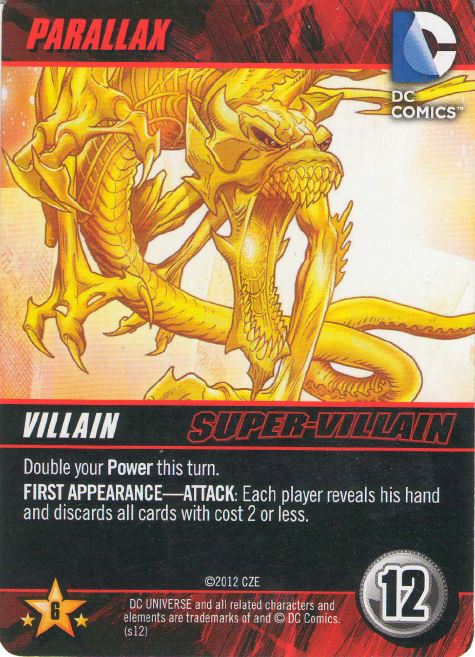 PARALLAX
DC
COMICS™
VILLAIN
SUPER-VILLAIN
Double your Power this turn.
FIRST APPEARANCE—ATTACK: Each player reveals his hand
and discards all cards with cost 2 or less.
©2012 CZE
6
DC UNIVERSE and all related characters and
elements are trademarks of and © DC Comics.
(s12)
12